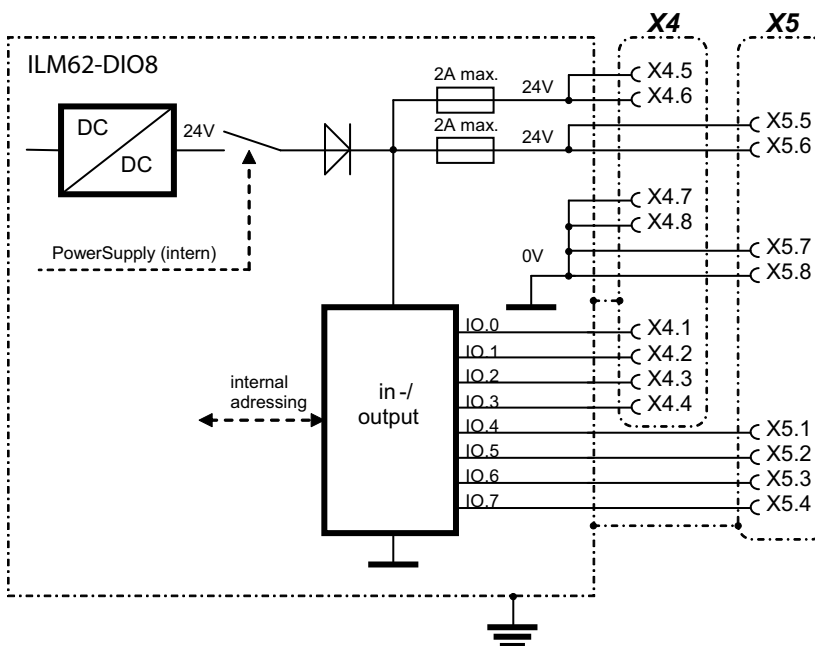 X4
X5
ILM62-DIO8
DC
DC
24V
PowerSupply (intern)
2A max.
24V
2A max.
24V
X4.5
X4.6
X5.5
X5.6
X4.7
X4.8
0V
X5.7
X5.8
internal
adressing
in-/
output
IO.0
X4.1
IO.1
X4.2
IO.2
X4.3
IO.3
X4.4
IO.4
X5.1
IO.5
X5.2
IO.6
X5.3
IO.7
X5.4